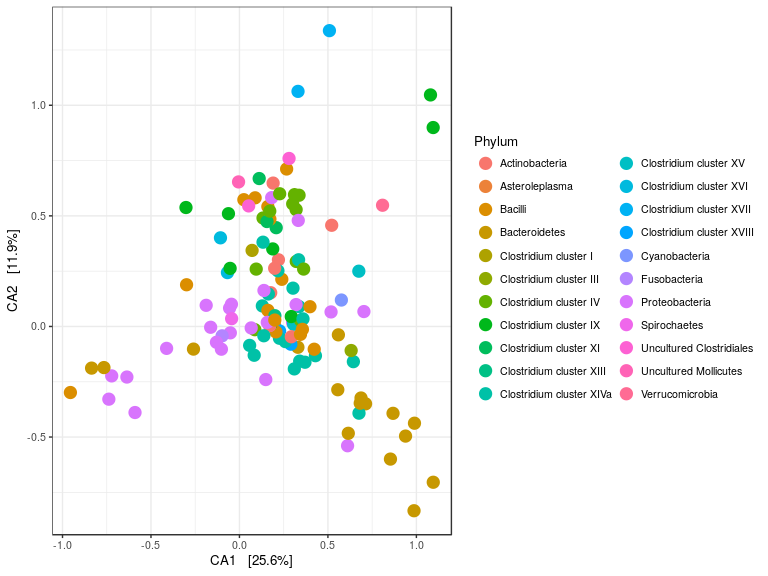 1.0
0.5
0.0
-0.5
-1.0
-0.5
0.0
0.5
1.0
CA2 [11.9%]
CA1 [25.6%]
Phylum
Actinobacteria
Asteroleplasma
Bacilli
Bacteroidetes
Clostridium cluster I
Clostridium cluster III
Clostridium cluster IV
Clostridium cluster IX
Clostridium cluster XI
Clostridium cluster XIII
Clostridium cluster XIVa
Clostridium cluster XV
Clostridium cluster XVI
Clostridium cluster XVII
Clostridium cluster XVIII
Cyanobacteria
Fusobacteria
Proteobacteria
Spirochaetes
Uncultured Clostridiales
Uncultured Mollicutes
Verrucomicrobia